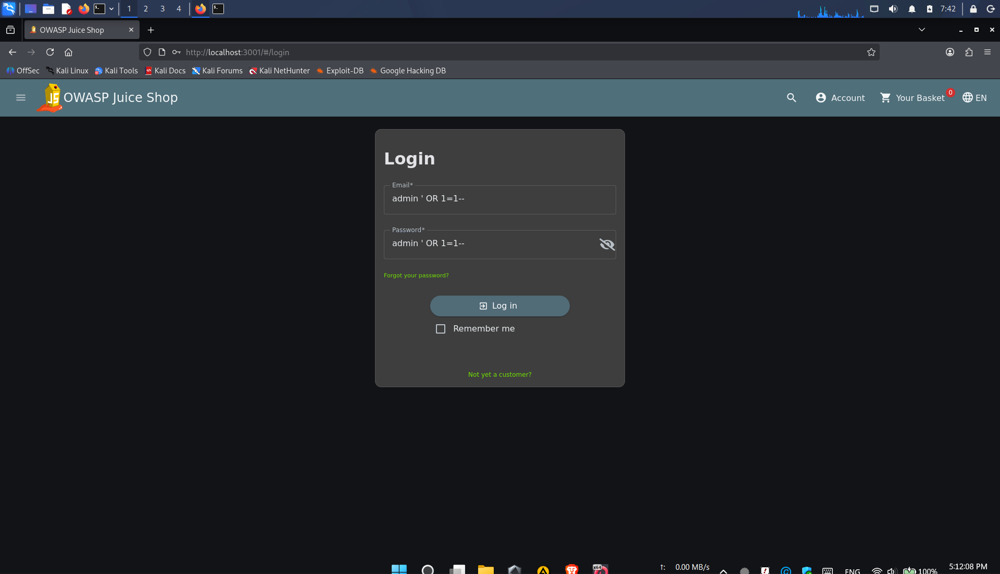 1 2 3 4 7:42
OWASP Juice Shop
http://localhost:3001/#/login
OffSec Kali Linux Kali Tools Kali Docs Kali Forums Kali NetHunter Exploit-DB Google Hacking DB
OWASP Juice Shop Account Your Basket 0 EN
Login
Email*
admin ' OR 1=1--
Password*
admin ' OR 1=1--
Forgot your password?
Log in
Remember me
Not yet a customer?
↑: 0.00 MB/s ENG 100% 5:12:08 PM